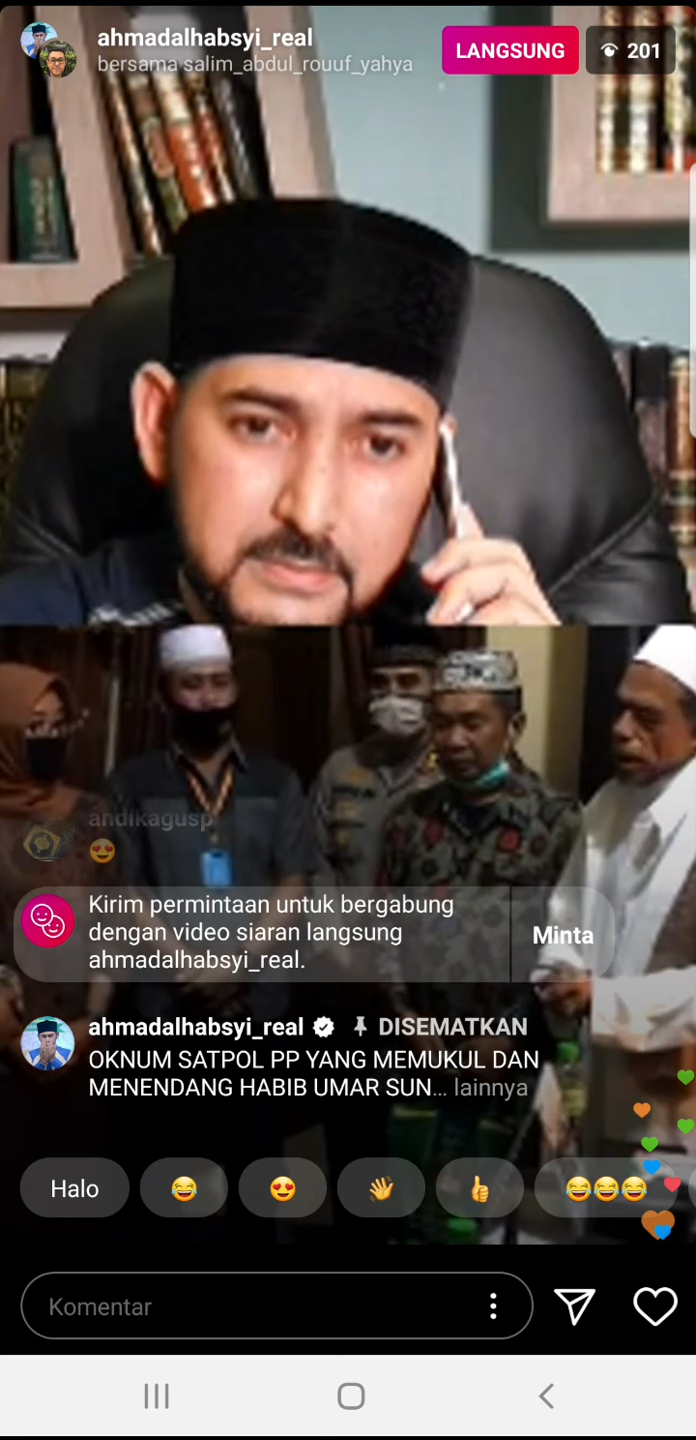 ahmadalhabsyi_real
bersama salim_abdul_rouuf_yahya
LANGSUNG
201
andikagusp
Kirim permintaan untuk bergabung
dengan video siaran langsung
ahmadalhabsyi_real.
Minta
ahmadalhabsyi_real DISEMATKAN
OKNUM SATPOL PP YANG MEMUKUL DAN
MENENDANG HABIB UMAR SUN... lainnya
Halo
Komentar